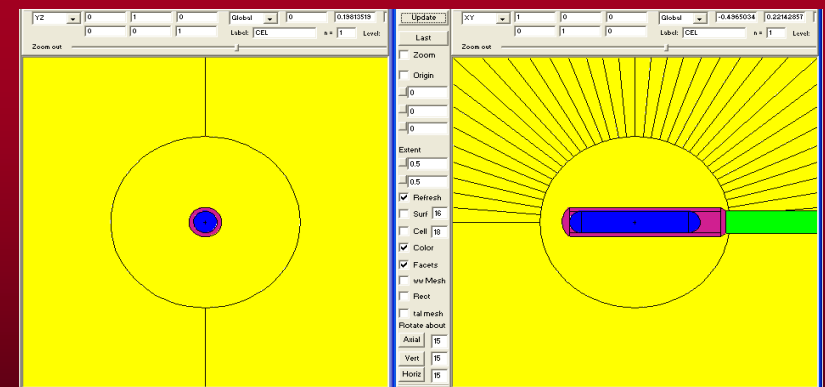 YZ 0 1 0 Global 0 0.19813519
0 0 1 Label: CEL n = 1 Level:
Zoom out
Update
Last
Zoom
Origin
0
0
0
Extent
0.5
0.5
Refresh
Surf 16
Cell 18
Color
Facets
ww Mesh
Rect
tal mesh
Rotate about
Axial 15
Vert 15
Horiz 15
XY 1 0 0 Global -0.4965034 0.22142857
0 1 0 Label: CEL n = 1 Level:
Zoom out